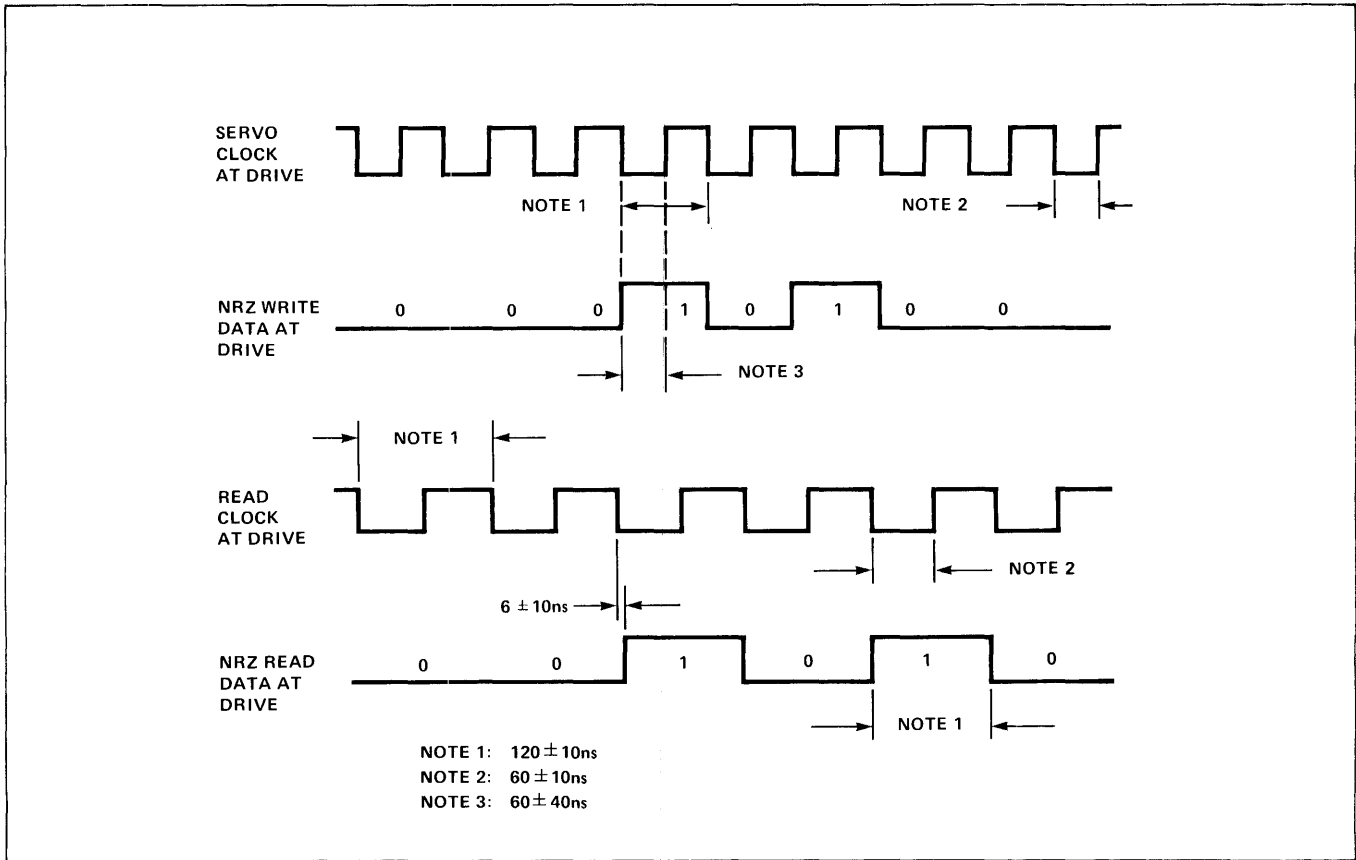 SERVO
CLOCK
AT DRIVE
NOTE 1
NOTE 2
NRZ WRITE
DATA AT
DRIVE
0 0 0 1 0 1 0 0
NOTE 3
NOTE 1
READ
CLOCK
AT DRIVE
NOTE 2
6 ± 10ns
NRZ READ
DATA AT
DRIVE
0 0 1 0 1 0
NOTE 1
NOTE 1: 120 ± 10ns
NOTE 2: 60 ± 10ns
NOTE 3: 60 ± 40ns